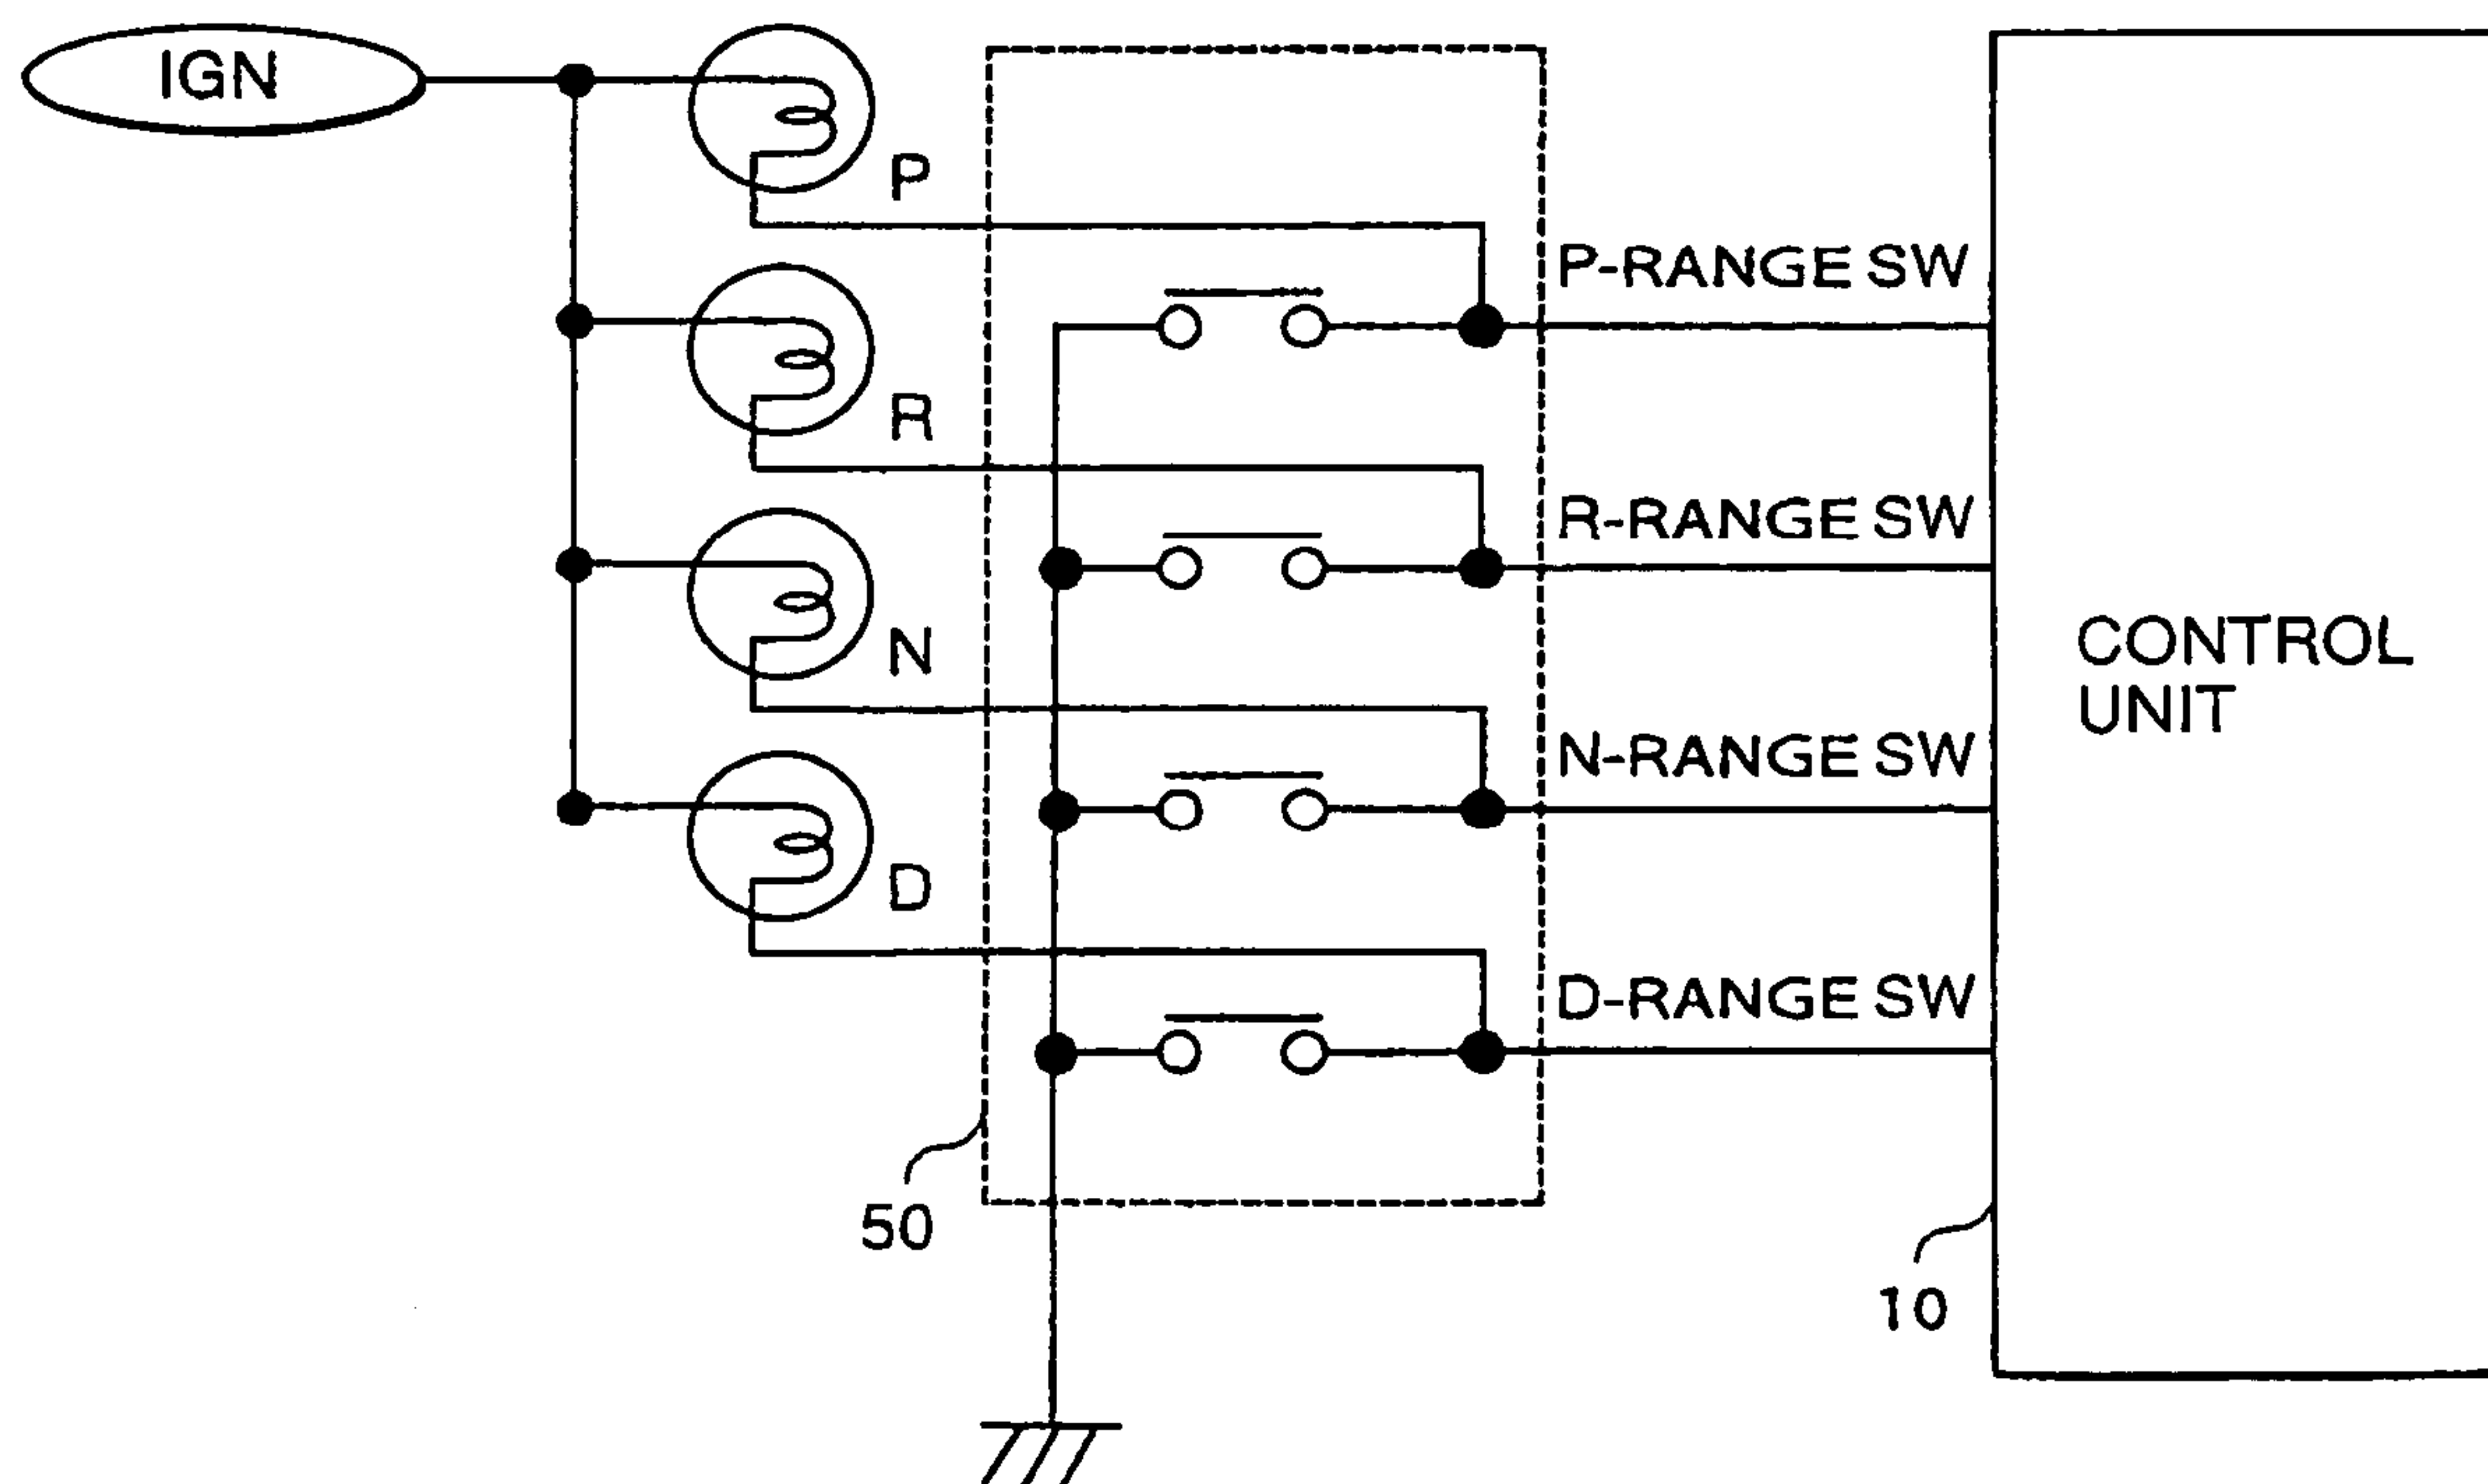 IGN
P
P-RANGE SW
R
R-RANGE SW
CONTROL
UNIT
N
N-RANGE SW
D
D-RANGE SW
50
10